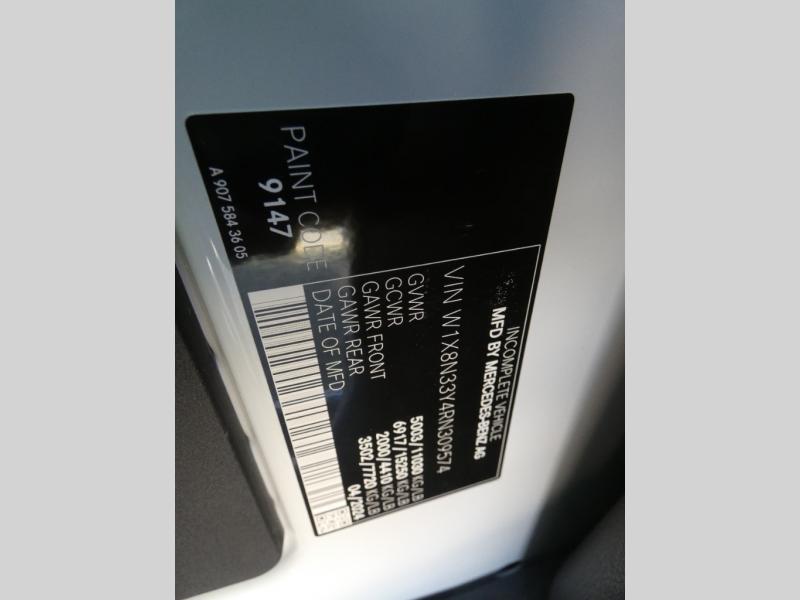 INCOMPLETE VEHICLE
MFD BY MERCEDES-BENZ AG
VIN W1X8N33Y4RN309574
GVWR 5003/11030 KG/LB
GCWR 6917/15250 KG/LB
GAWR FRONT 2000/4410 KG/LB
GAWR REAR 3502/7720 KG/LB
DATE OF MFD 04/2024
PAINT CODE
9147
A 907 584 36 05